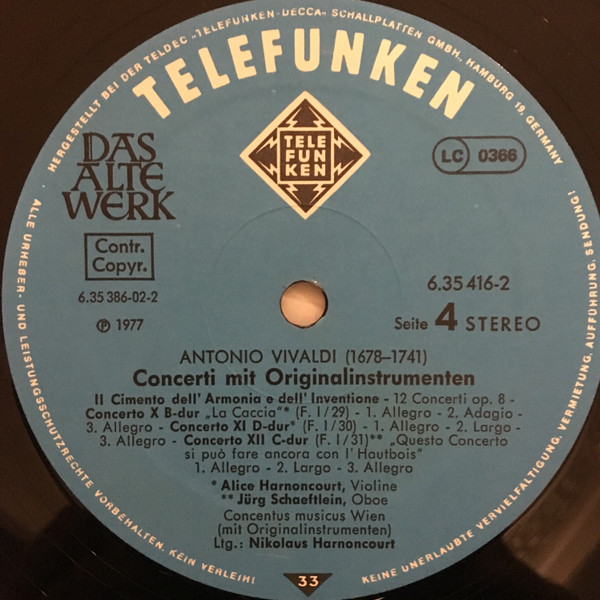 HERGESTELLT BEI DER TELDEC „TELEFUNKEN-DECCA" SCHALLPLATTEN GMBH., HAMBURG 19, GERMANY
TELEFUNKEN
TELE
FUN
KEN
DAS
ALTE
WERK
LC 0366
Contr.
Copyr.
6.35 386-02-2
℗ 1977
6.35 416-2
Seite 4 STEREO
ANTONIO VIVALDI (1678–1741)
Concerti mit Originalinstrumenten
Il Cimento dell'Armonia e dell'Inventione - 12 Concerti op. 8 -
Concerto X B-dur „La Caccia"* (F. I/29) - 1. Allegro - 2. Adagio -
3. Allegro - Concerto XI D-dur* (F. I/30) - 1. Allegro - 2. Largo -
3. Allegro - Concerto XII C-dur (F. I/31)** „Questo Concerto
si può fare ancora con l'Hautbois"
1. Allegro - 2. Largo - 3. Allegro
* Alice Harnoncourt, Violine
** Jürg Schaeftlein, Oboe
Concentus musicus Wien
(mit Originalinstrumenten)
Ltg.: Nikolaus Harnoncourt
ALLE URHEBER- UND LEISTUNGSSCHUTZRECHTE VORBEHALTEN. KEIN VERLEIH!
KEINE UNERLAUBTE VERVIELFÄLTIGUNG, VERMIETUNG, AUFFÜHRUNG, SENDUNG!
33